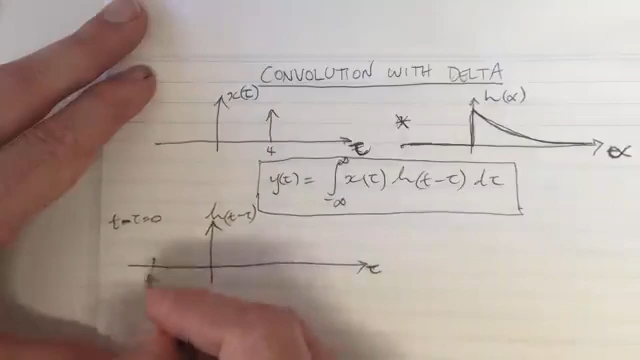 CONVOLUTION WITH DELTA
x(τ) * h(α)
4 τ α
y(t) = ∫_{-∞}^{∞} x(τ) h(t-τ) dτ
t-τ=0 h(t-τ)
τ